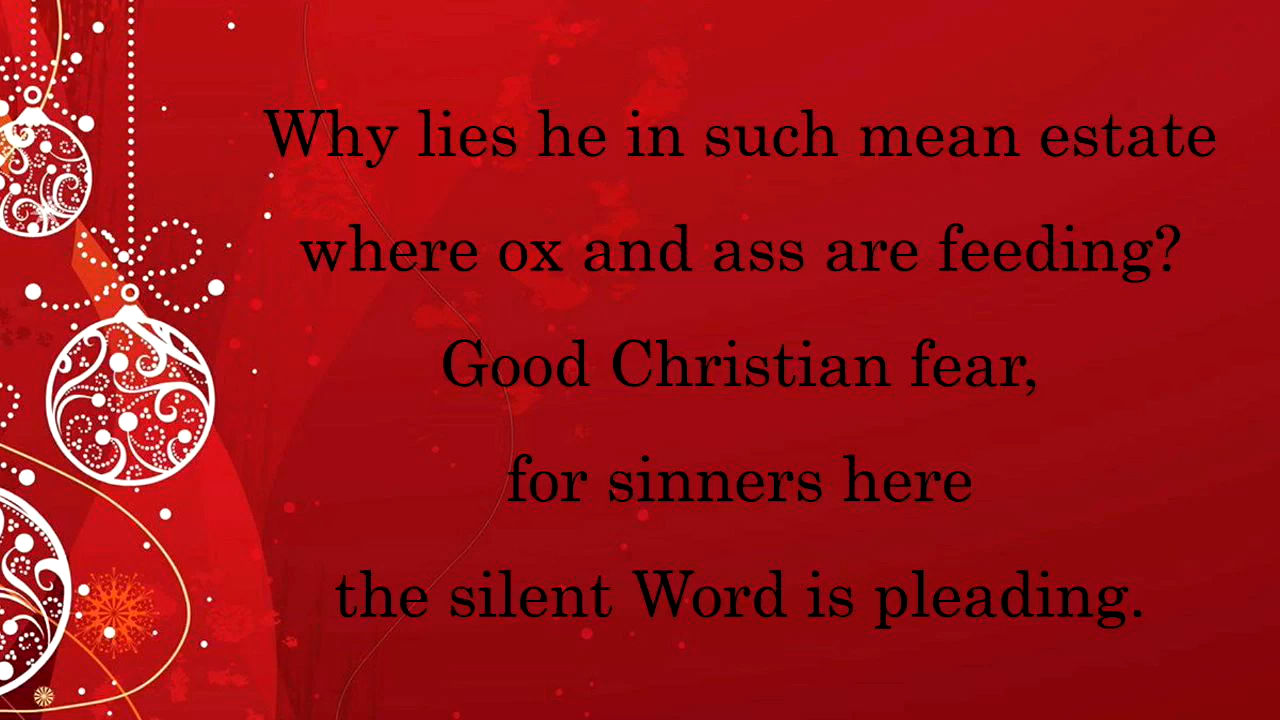 Why lies he in such mean estate
where ox and ass are feeding?
Good Christian fear,
for sinners here
the silent Word is pleading.